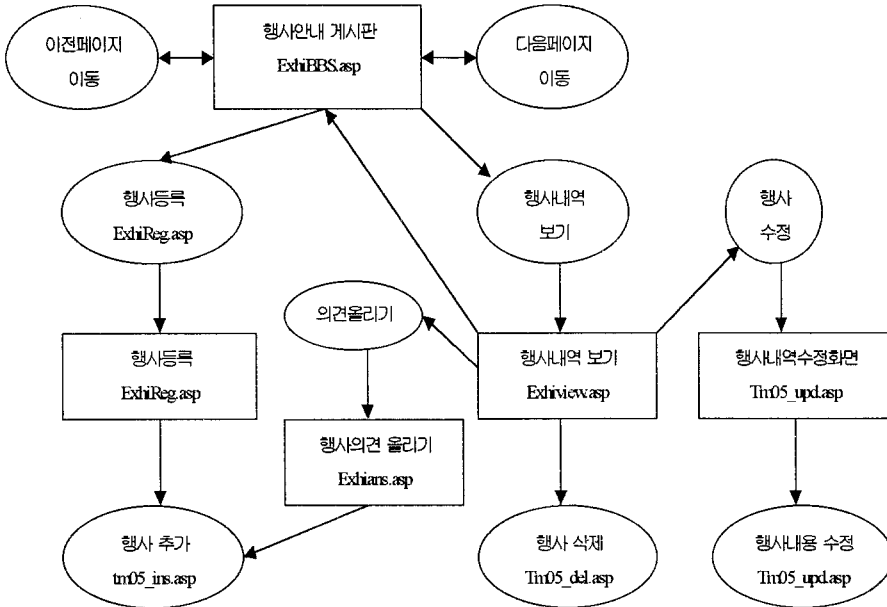 이전페이지
이동
행사안내 게시판
ExhiBBS.asp
다음페이지
이동
행사등록
ExhiReg.asp
행사내역
보기
행사
수정
의견올리기
행사등록
ExhiReg.asp
행사내역 보기
Exhiview.asp
행사내역수정화면
Tm05_upd.asp
행사의견 올리기
Exhians.asp
행사 추가
tm05_ins.asp
행사 삭제
Tm05_del.asp
행사내용 수정
Tm05_upd.asp